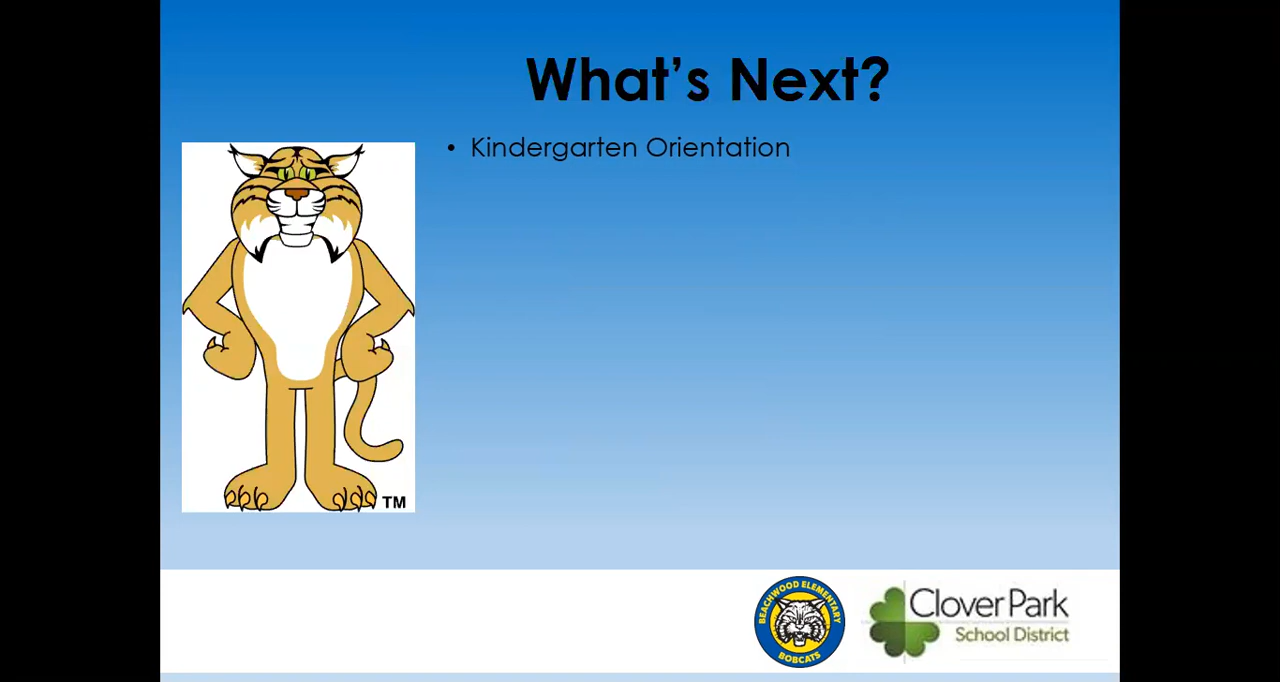 What's Next?
• Kindergarten Orientation
TM
BEACHWOOD ELEMENTARY
BOBCATS
Clover Park
School District